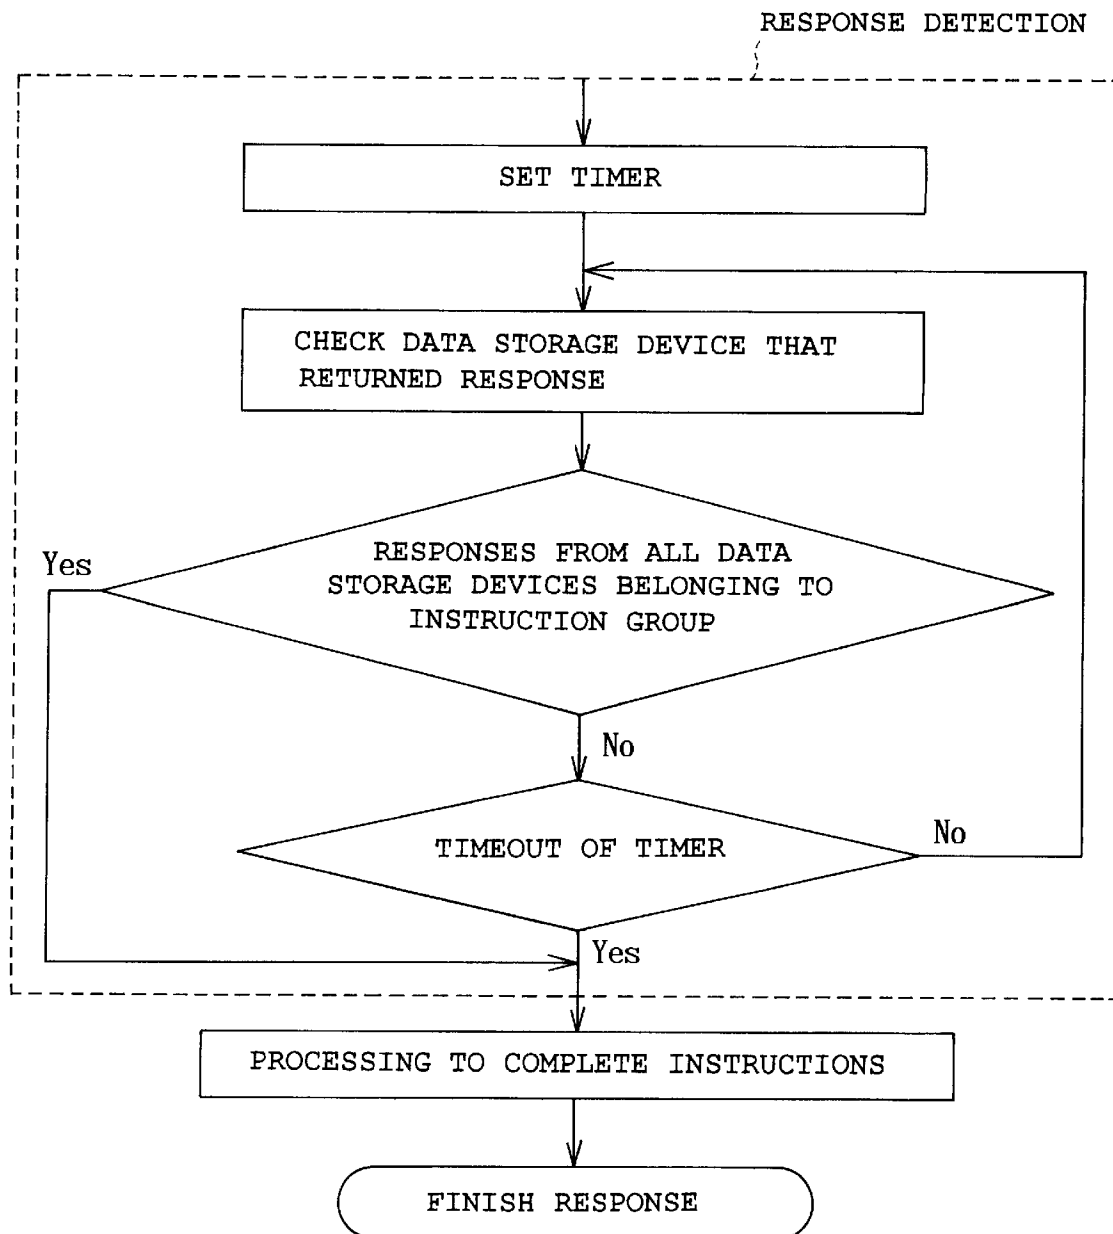 RESPONSE DETECTION
SET TIMER
CHECK DATA STORAGE DEVICE THAT
RETURNED RESPONSE
RESPONSES FROM ALL DATA
STORAGE DEVICES BELONGING TO
INSTRUCTION GROUP
Yes
No
TIMEOUT OF TIMER
No
Yes
PROCESSING TO COMPLETE INSTRUCTIONS
FINISH RESPONSE